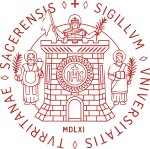 SIGILLVM VNIVERSITATIS TVRRITANAE SACERENSIS
IHS
MDLXI